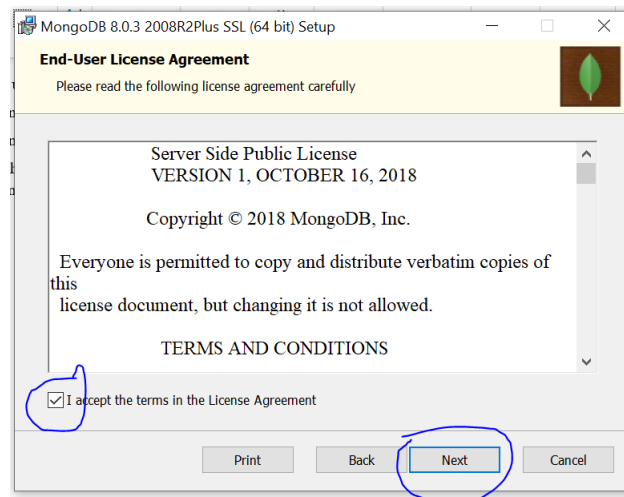 MongoDB 8.0.3 2008R2Plus SSL (64 bit) Setup
End-User License Agreement
Please read the following license agreement carefully
Server Side Public License
VERSION 1, OCTOBER 16, 2018
Copyright © 2018 MongoDB, Inc.
Everyone is permitted to copy and distribute verbatim copies of
this
license document, but changing it is not allowed.
TERMS AND CONDITIONS
I accept the terms in the License Agreement
Print Back Next Cancel